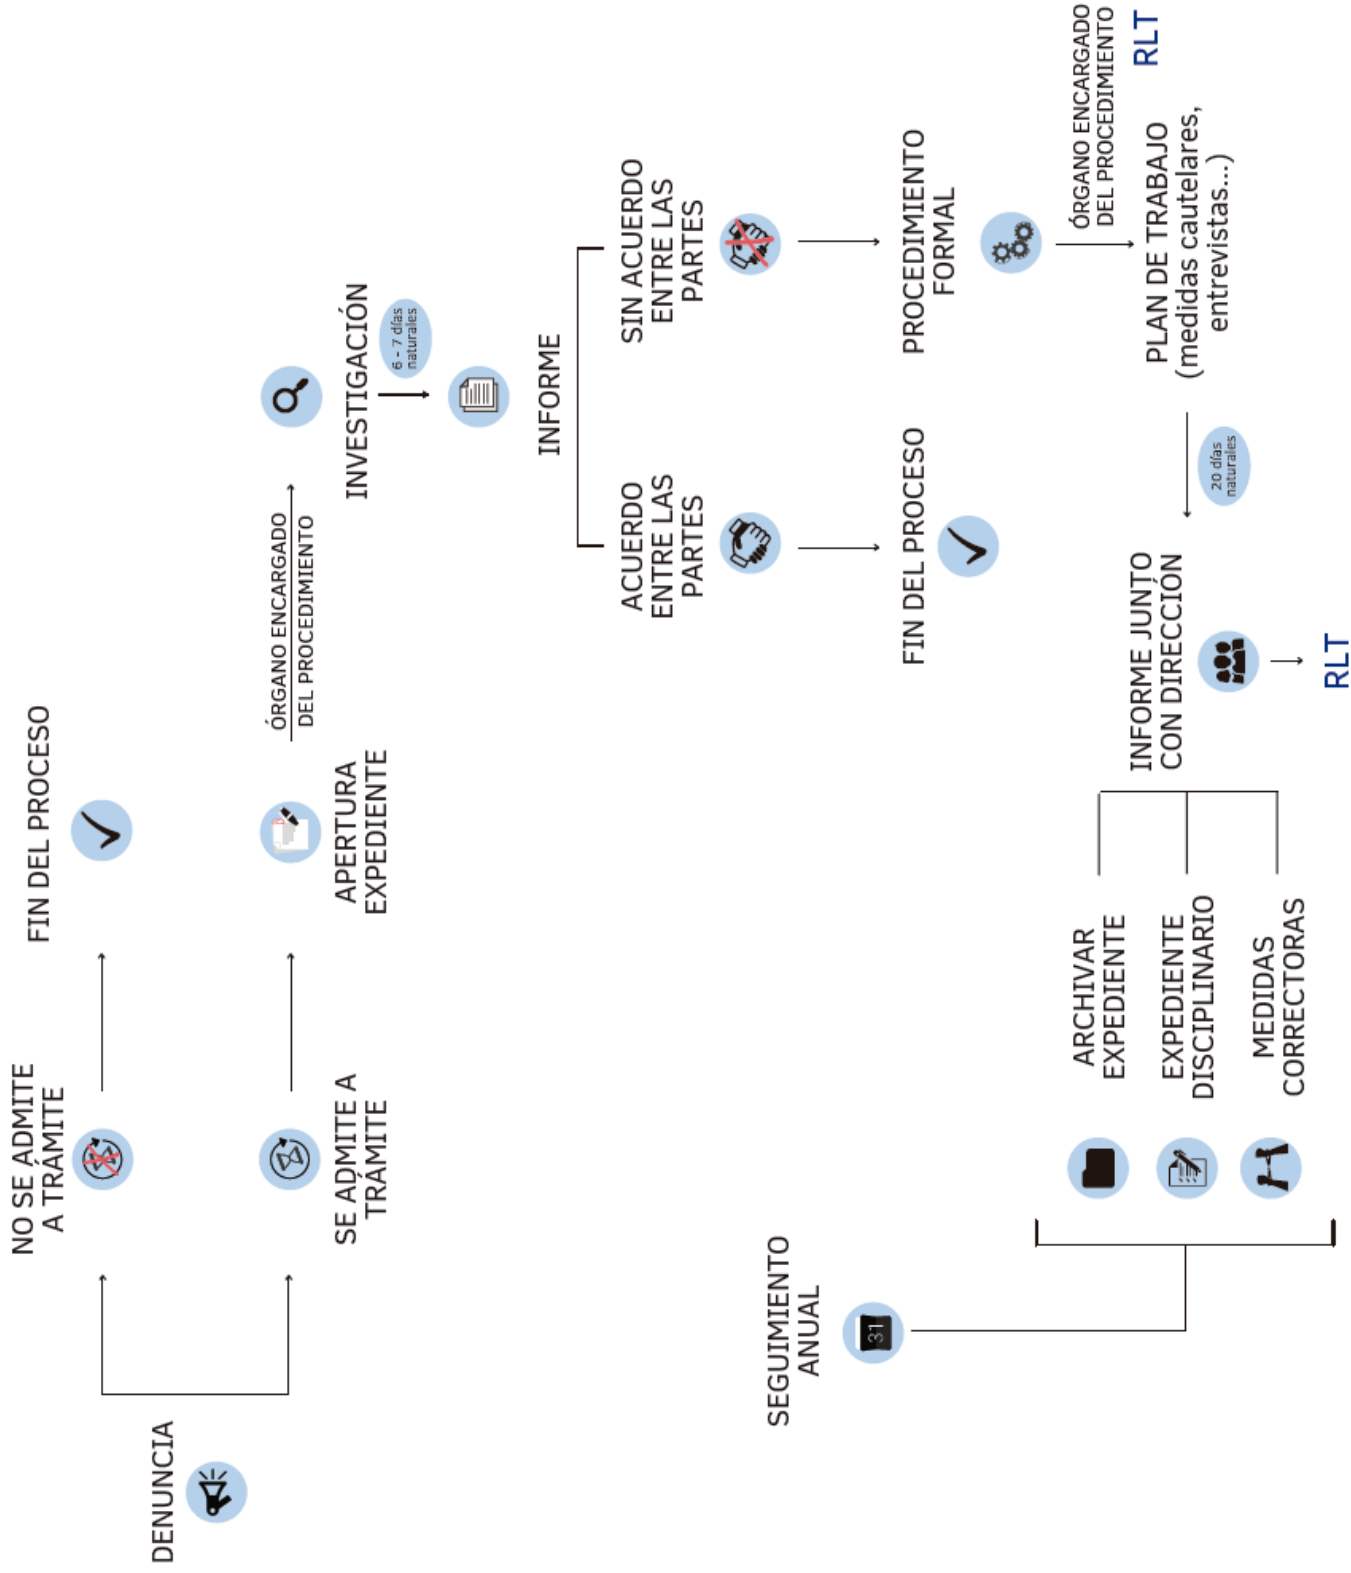 DENUNCIA
NO SE ADMITE
A TRÁMITE
FIN DEL PROCESO
SE ADMITE A
TRÁMITE
APERTURA
EXPEDIENTE
ÓRGANO ENCARGADO
DEL PROCEDIMIENTO
INVESTIGACIÓN
6 - 7 días
naturales
INFORME
ACUERDO
ENTRE LAS
PARTES
FIN DEL PROCESO
SIN ACUERDO
ENTRE LAS
PARTES
PROCEDIMIENTO
FORMAL
ÓRGANO ENCARGADO
DEL PROCEDIMIENTO
RLT
PLAN DE TRABAJO
(medidas cautelares,
entrevistas...)
20 días
naturales
INFORME JUNTO
CON DIRECCIÓN
RLT
ARCHIVAR
EXPEDIENTE
EXPEDIENTE
DISCIPLINARIO
MEDIDAS
CORRECTORAS
SEGUIMIENTO
ANUAL
31